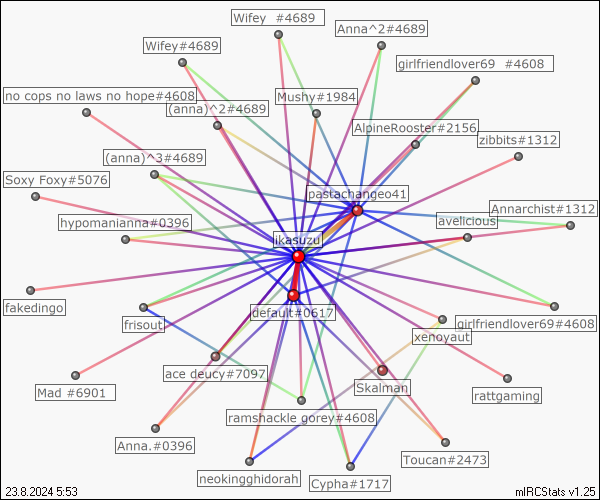 Wifey  #4689
Anna^2#4689
Wifey#4689
girlfriendlover69  #4608
no cops no laws no hope#4608
Mushy#1984
(anna)^2#4689
AlpineRooster#2156
zibbits#1312
(anna)^3#4689
Soxy Foxy#5076
pastachangeo41
Annarchist#1312
hypomanianna#0396
avelicious
ikasuzu
fakedingo
default#0617
frisout
girlfriendlover69#4608
xenoyaut
ace deucy#7097
Skalman
Mad #6901
rattgaming
ramshackle gorey#4608
Anna.#0396
Toucan#2473
neokingghidorah
Cypha#1717
23.8.2024 5:53
mIRCStats v1.25